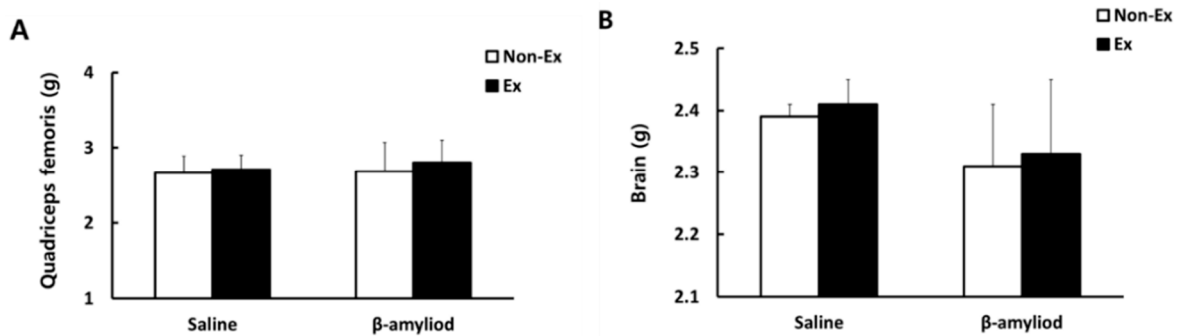 A
Non-Ex
Ex
Quadriceps femoris (g)
4
3
2
1
Saline
β-amyliod
B
Non-Ex
Ex
Brain (g)
2.5
2.4
2.3
2.2
2.1
Saline
β-amyliod